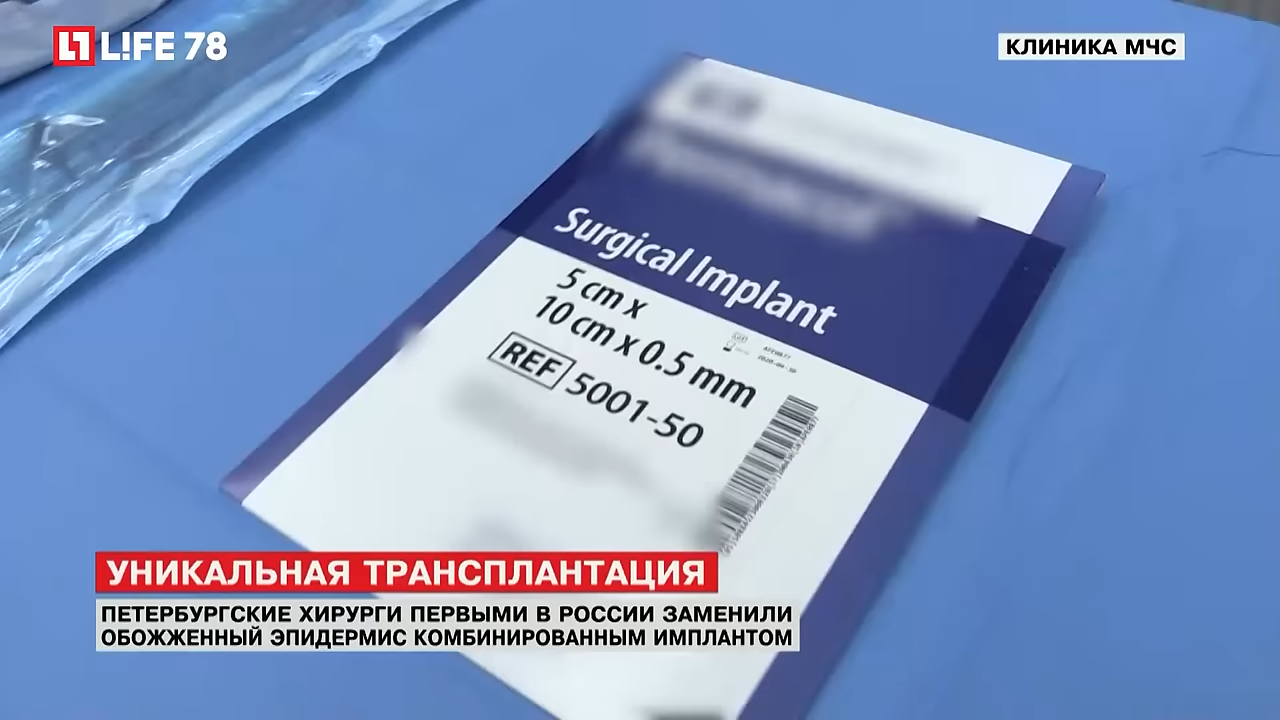 L!FE 78
КЛИНИКА МЧС
Surgical Implant
5 cm x
10 cm x 0.5 mm
REF 5001-50
УНИКАЛЬНАЯ ТРАНСПЛАНТАЦИЯ
ПЕТЕРБУРГСКИЕ ХИРУРГИ ПЕРВЫМИ В РОССИИ ЗАМЕНИЛИ
ОБОЖЖЕННЫЙ ЭПИДЕРМИС КОМБИНИРОВАННЫМ ИМПЛАНТОМ